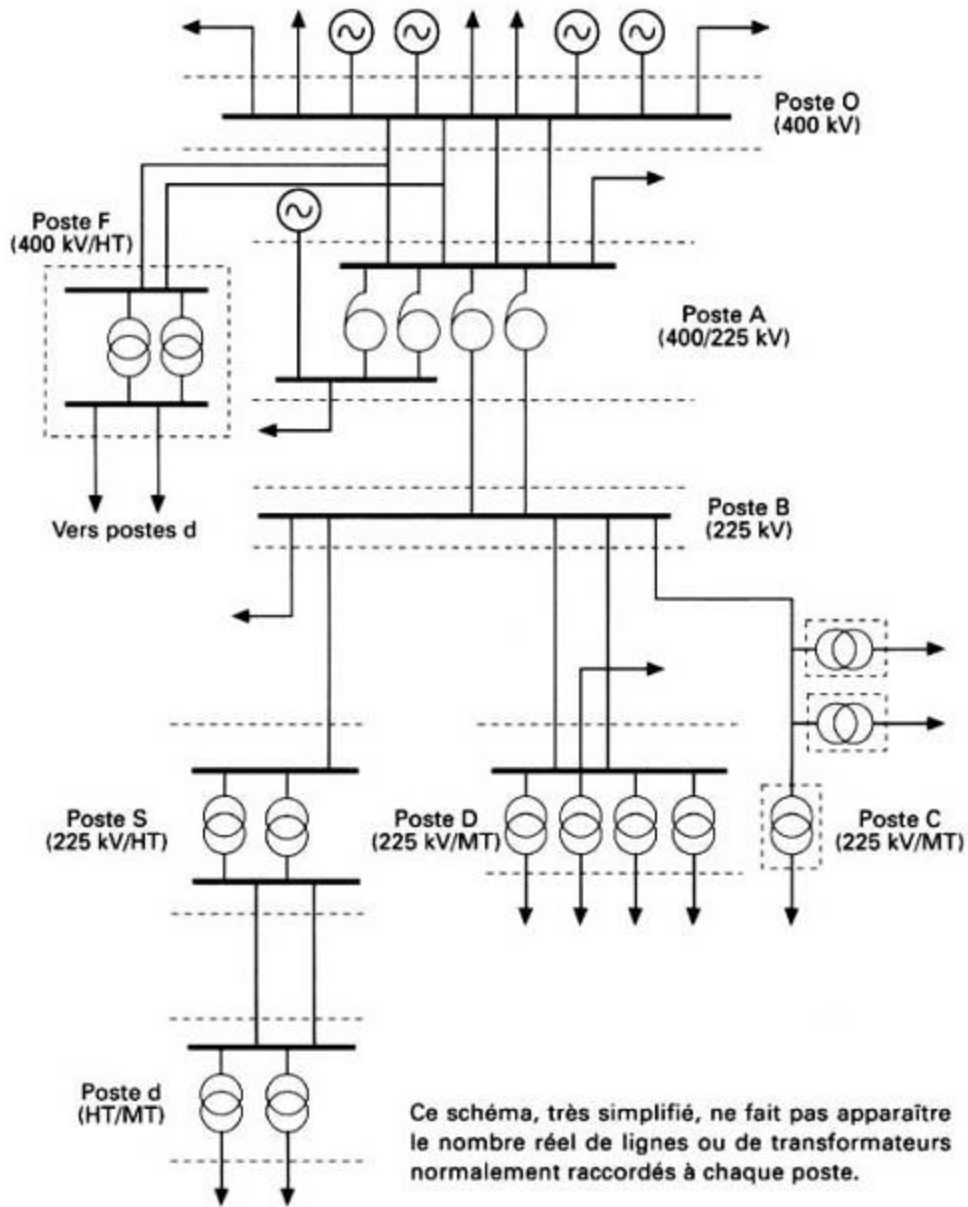 Poste O
(400 kV)
Poste F
(400 kV/HT)
Poste A
(400/225 kV)
Vers postes d
Poste B
(225 kV)
Poste S
(225 kV/HT)
Poste D
(225 kV/MT)
Poste C
(225 kV/MT)
Poste d
(HT/MT)
Ce schéma, très simplifié, ne fait pas apparaître
le nombre réel de lignes ou de transformateurs
normalement raccordés à chaque poste.